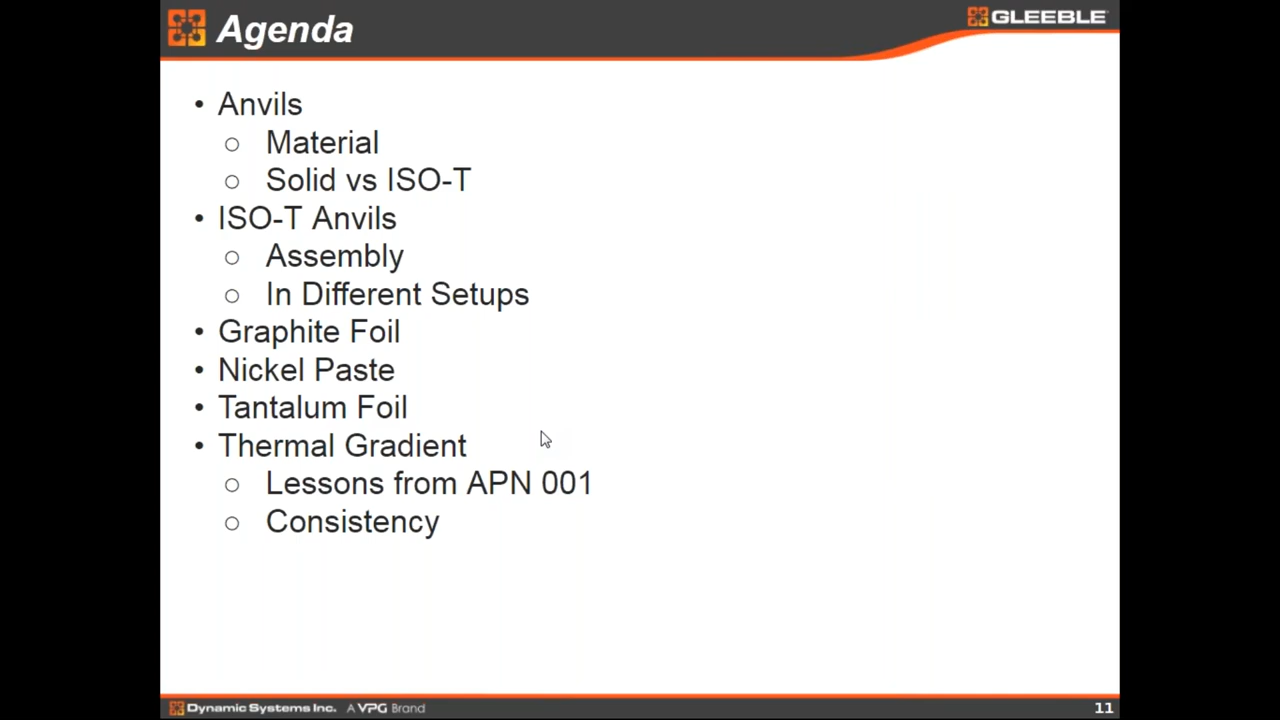 Agenda
GLEEBLE
• Anvils
○ Material
○ Solid vs ISO-T
• ISO-T Anvils
○ Assembly
○ In Different Setups
• Graphite Foil
• Nickel Paste
• Tantalum Foil
• Thermal Gradient
○ Lessons from APN 001
○ Consistency
Dynamic Systems Inc. A VPG Brand
11